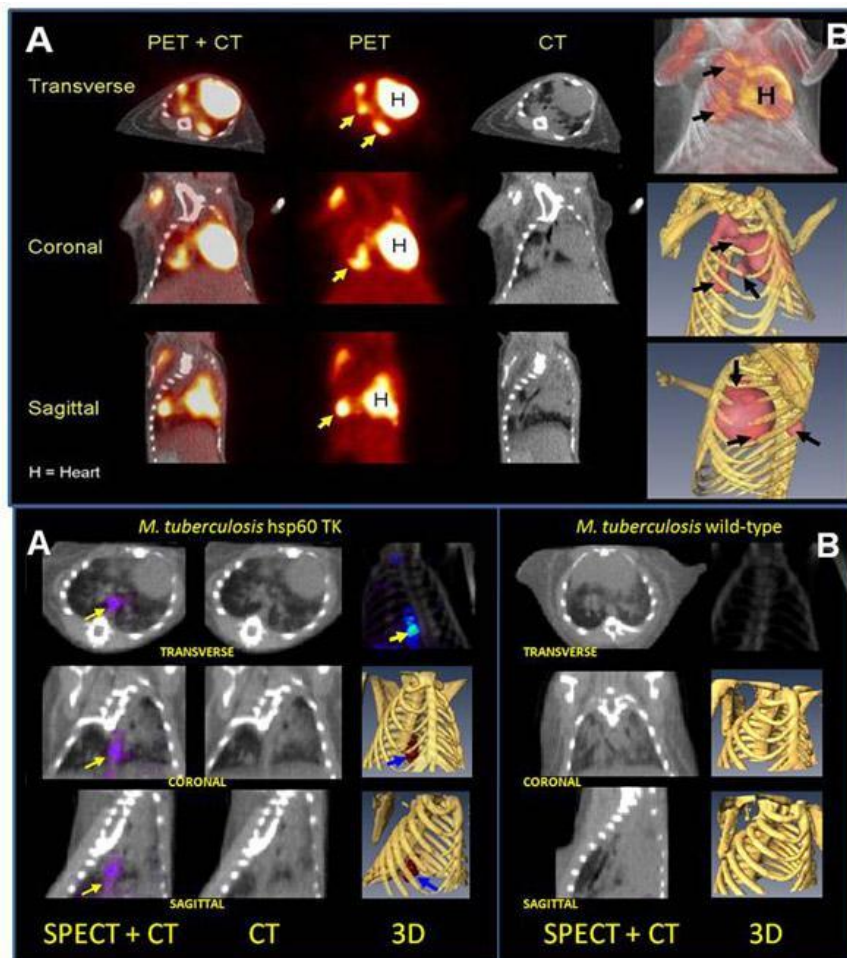 A
PET + CT
PET
CT
B
Transverse
H
H
Coronal
H
Sagittal
H
H = Heart
A
M. tuberculosis hsp60 TK
M. tuberculosis wild-type
B
TRANSVERSE
TRANSVERSE
CORONAL
CORONAL
SAGITTAL
SAGITTAL
SPECT + CT
CT
3D
SPECT + CT
3D